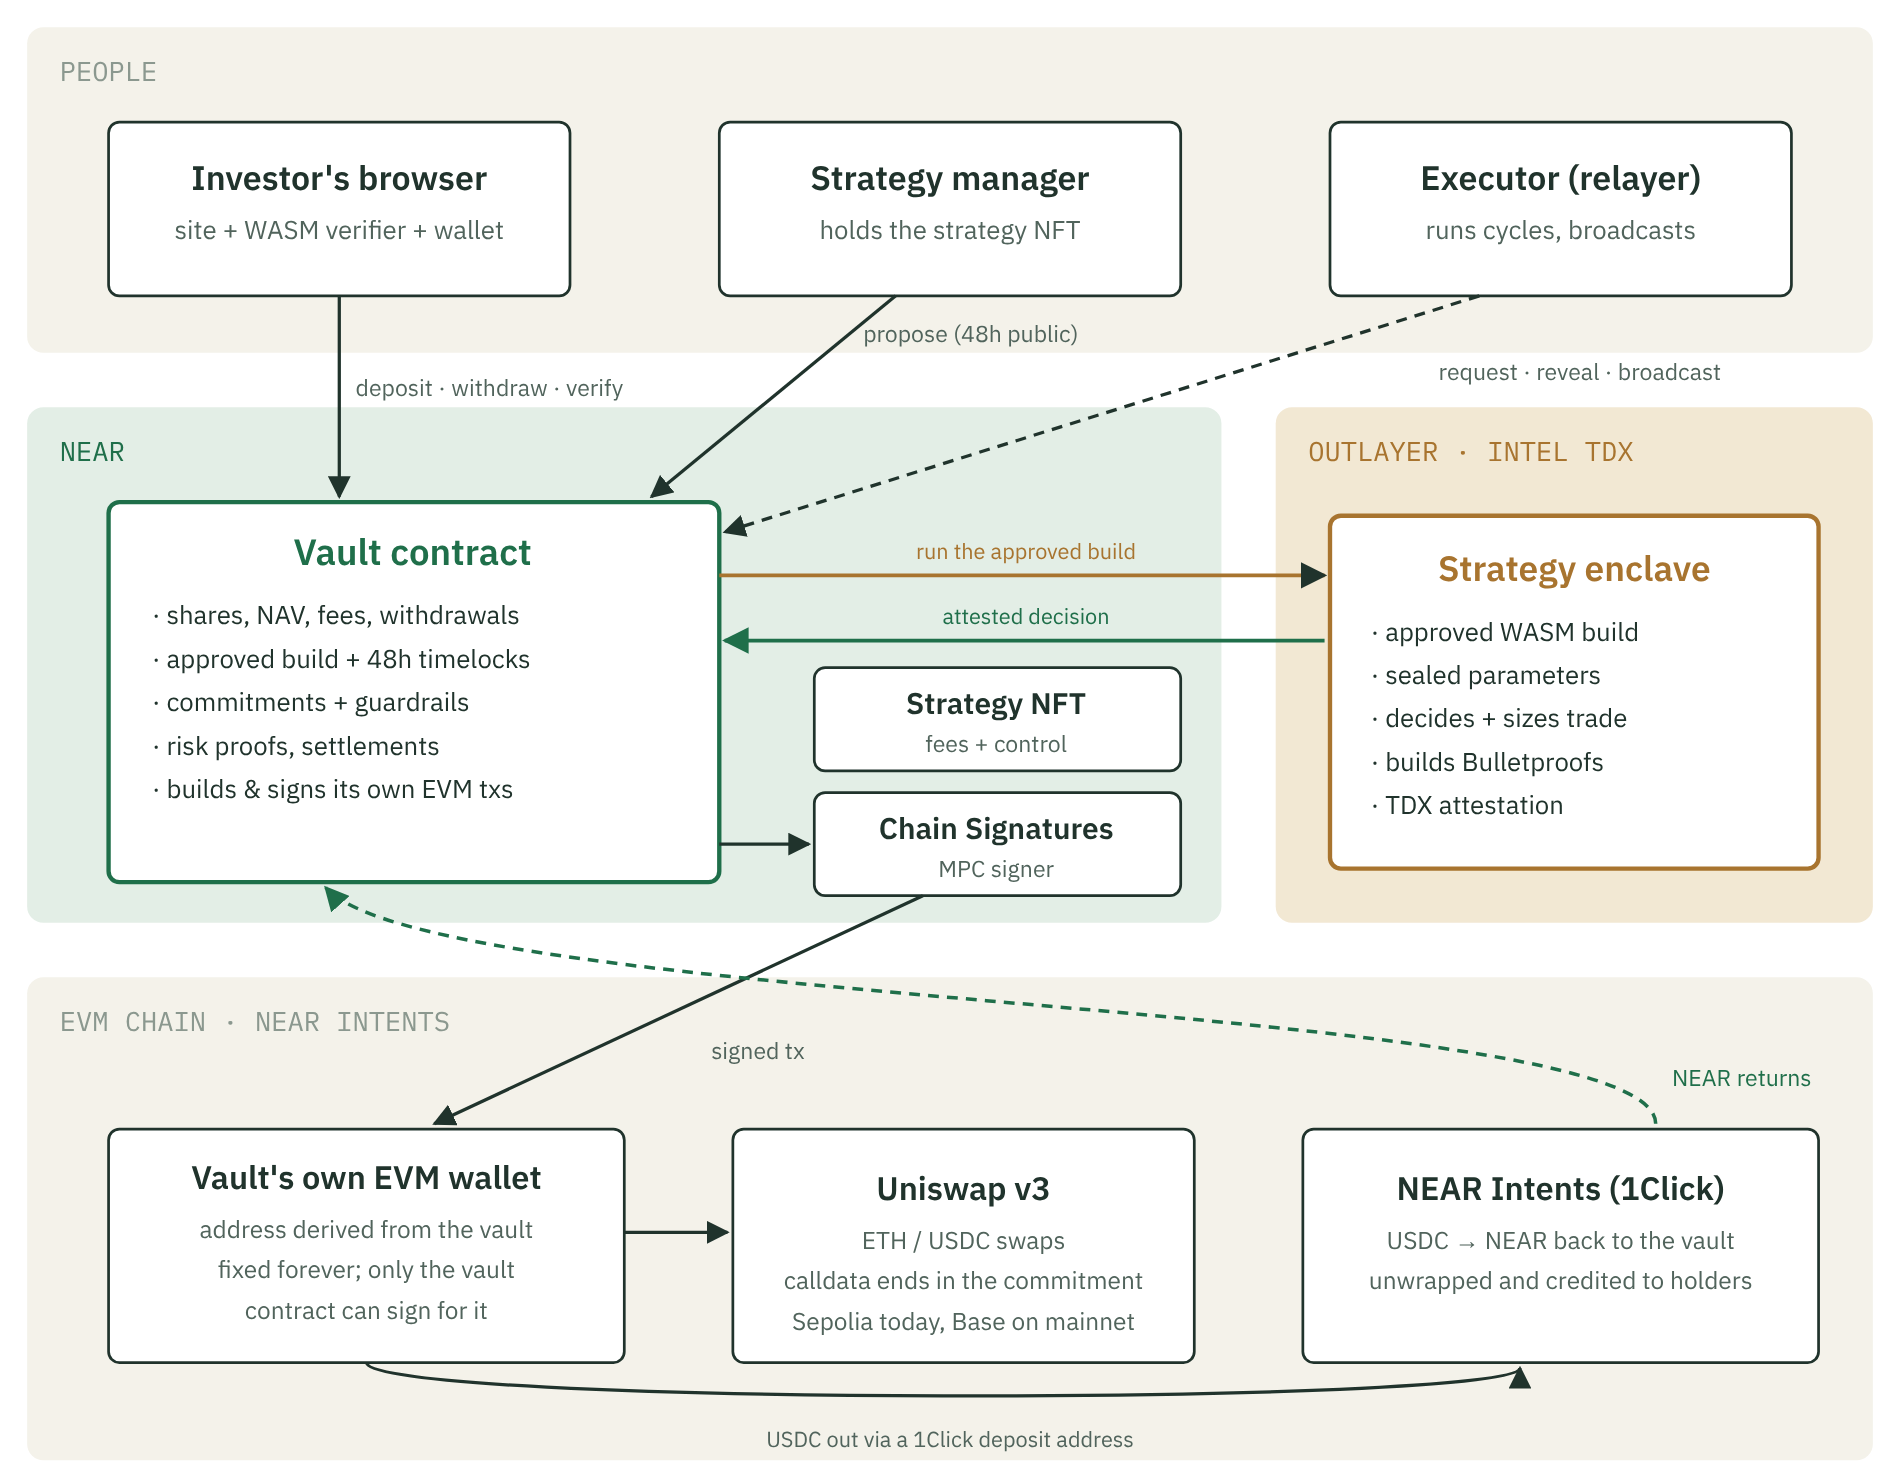 PEOPLE
Investor's browser
site + WASM verifier + wallet
Strategy manager
holds the strategy NFT
Executor (relayer)
runs cycles, broadcasts
propose (48h public)
request · reveal · broadcast
deposit · withdraw · verify
NEAR
OUTLAYER · INTEL TDX
Vault contract
· shares, NAV, fees, withdrawals
· approved build + 48h timelocks
· commitments + guardrails
· risk proofs, settlements
· builds & signs its own EVM txs
run the approved build
attested decision
Strategy NFT
fees + control
Chain Signatures
MPC signer
Strategy enclave
· approved WASM build
· sealed parameters
· decides + sizes trade
· builds Bulletproofs
· TDX attestation
EVM CHAIN · NEAR INTENTS
signed tx
NEAR returns
Vault's own EVM wallet
address derived from the vault
fixed forever; only the vault
contract can sign for it
Uniswap v3
ETH / USDC swaps
calldata ends in the commitment
Sepolia today, Base on mainnet
NEAR Intents (1Click)
USDC → NEAR back to the vault
unwrapped and credited to holders
USDC out via a 1Click deposit address